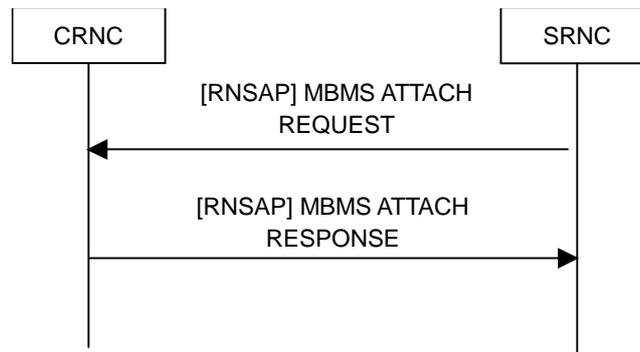 CRNC
SRNC
[RNSAP] MBMS ATTACH
REQUEST
[RNSAP] MBMS ATTACH
RESPONSE